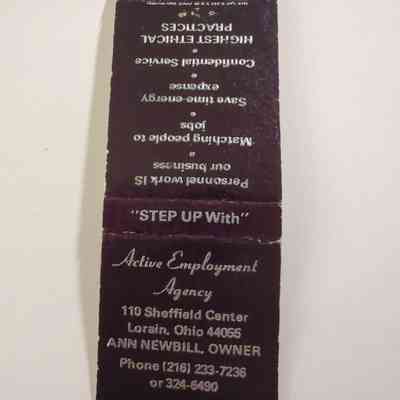 Personnel work IS
our business
Matching people to
jobs
Save time-energy
expense
Confidential Service
HIGHEST ETHICAL
PRACTICES
"STEP UP With"
Active Employment
Agency
110 Sheffield Center
Lorain, Ohio 44055
ANN NEWBILL, OWNER
Phone (216) 233-7236
or 324-6490